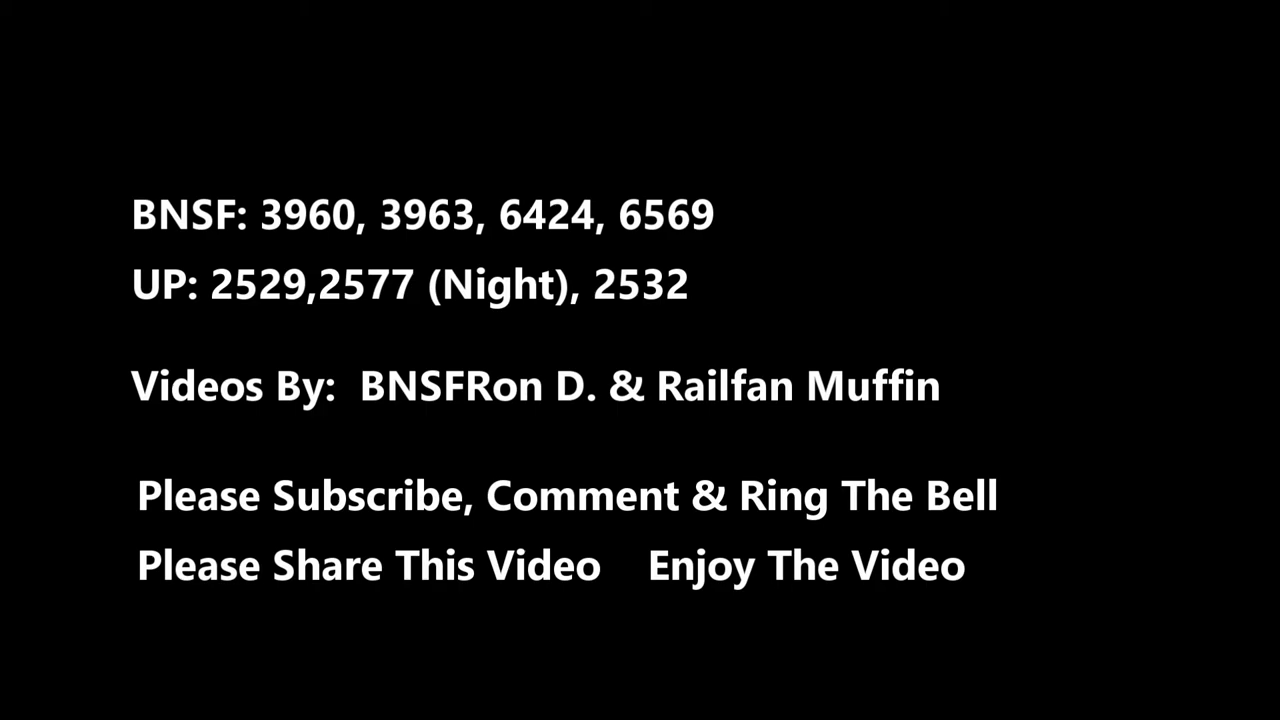 BNSF: 3960, 3963, 6424, 6569
UP: 2529,2577 (Night), 2532
Videos By:  BNSFRon D. & Railfan Muffin
Please Subscribe, Comment & Ring The Bell
Please Share This Video    Enjoy The Video